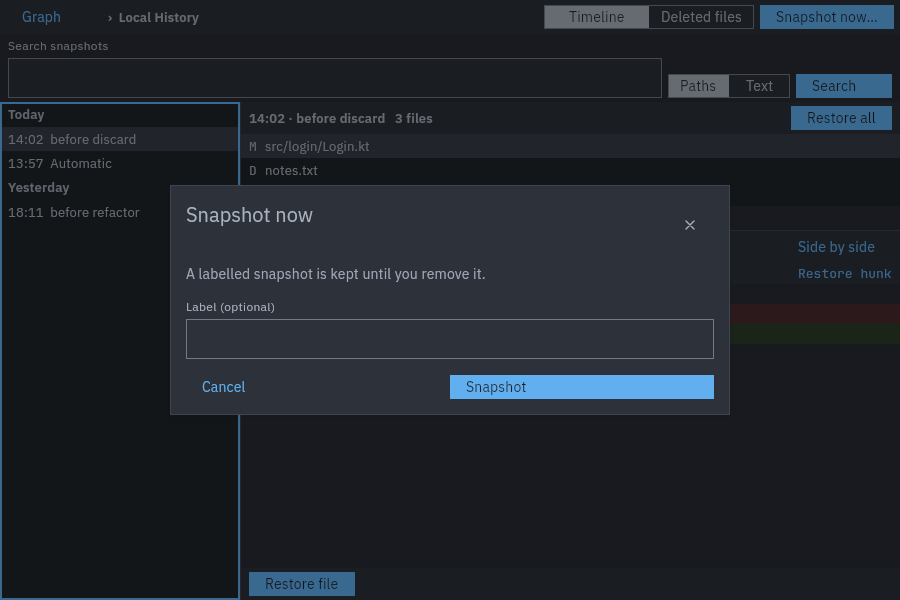 Graph › Local History Timeline Deleted files Snapshot now…
Search snapshots
Paths Text Search
Today
14:02 before discard
13:57 Automatic
Yesterday
18:11 before refactor
14:02 · before discard 3 files Restore all
M src/login/Login.kt
D notes.txt
Side by side
Restore hunk
Snapshot now ×
A labelled snapshot is kept until you remove it.
Label (optional)
Cancel Snapshot
Restore file